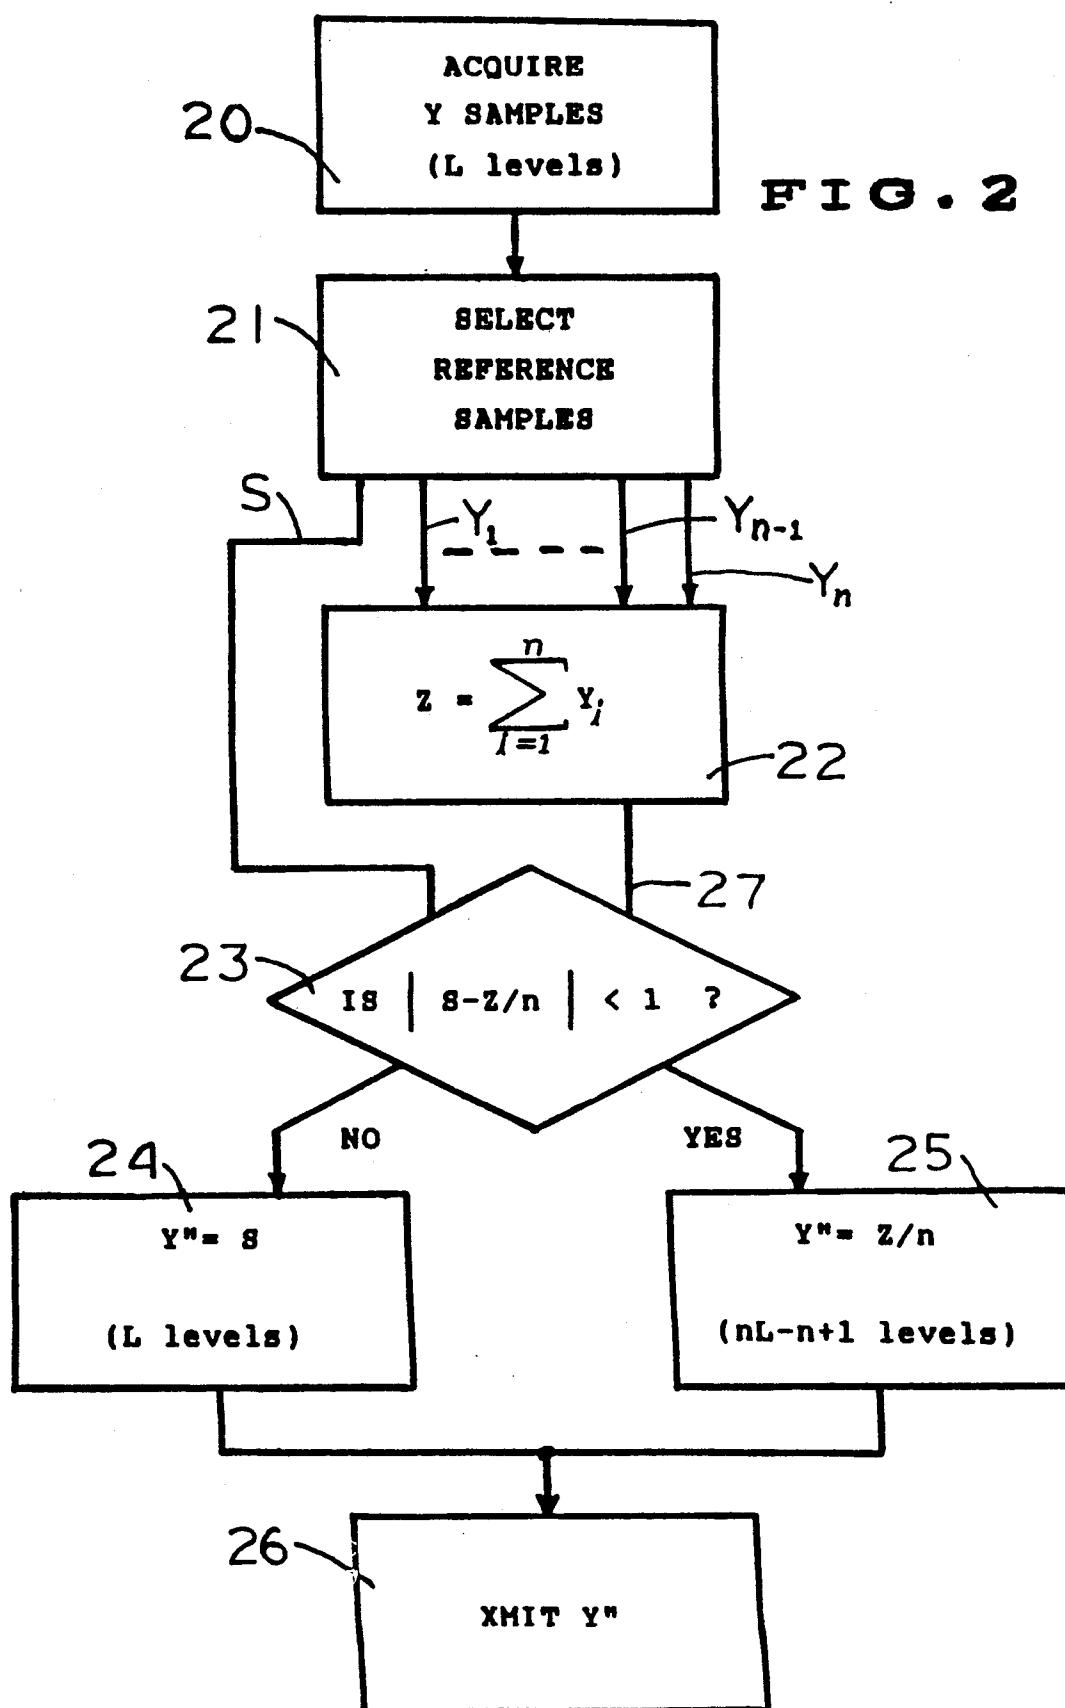 ACQUIRE
Y SAMPLES
(L levels)
20
FIG. 2
SELECT
REFERENCE
SAMPLES
21
S
Y1
Yn-1
Yn
n
Z = ∑ Yi
i=1
22
27
23
IS | S-Z/n | < 1 ?
NO
YES
24
25
Y"= S
(L levels)
Y"= Z/n
(nL-n+1 levels)
26
XMIT Y"